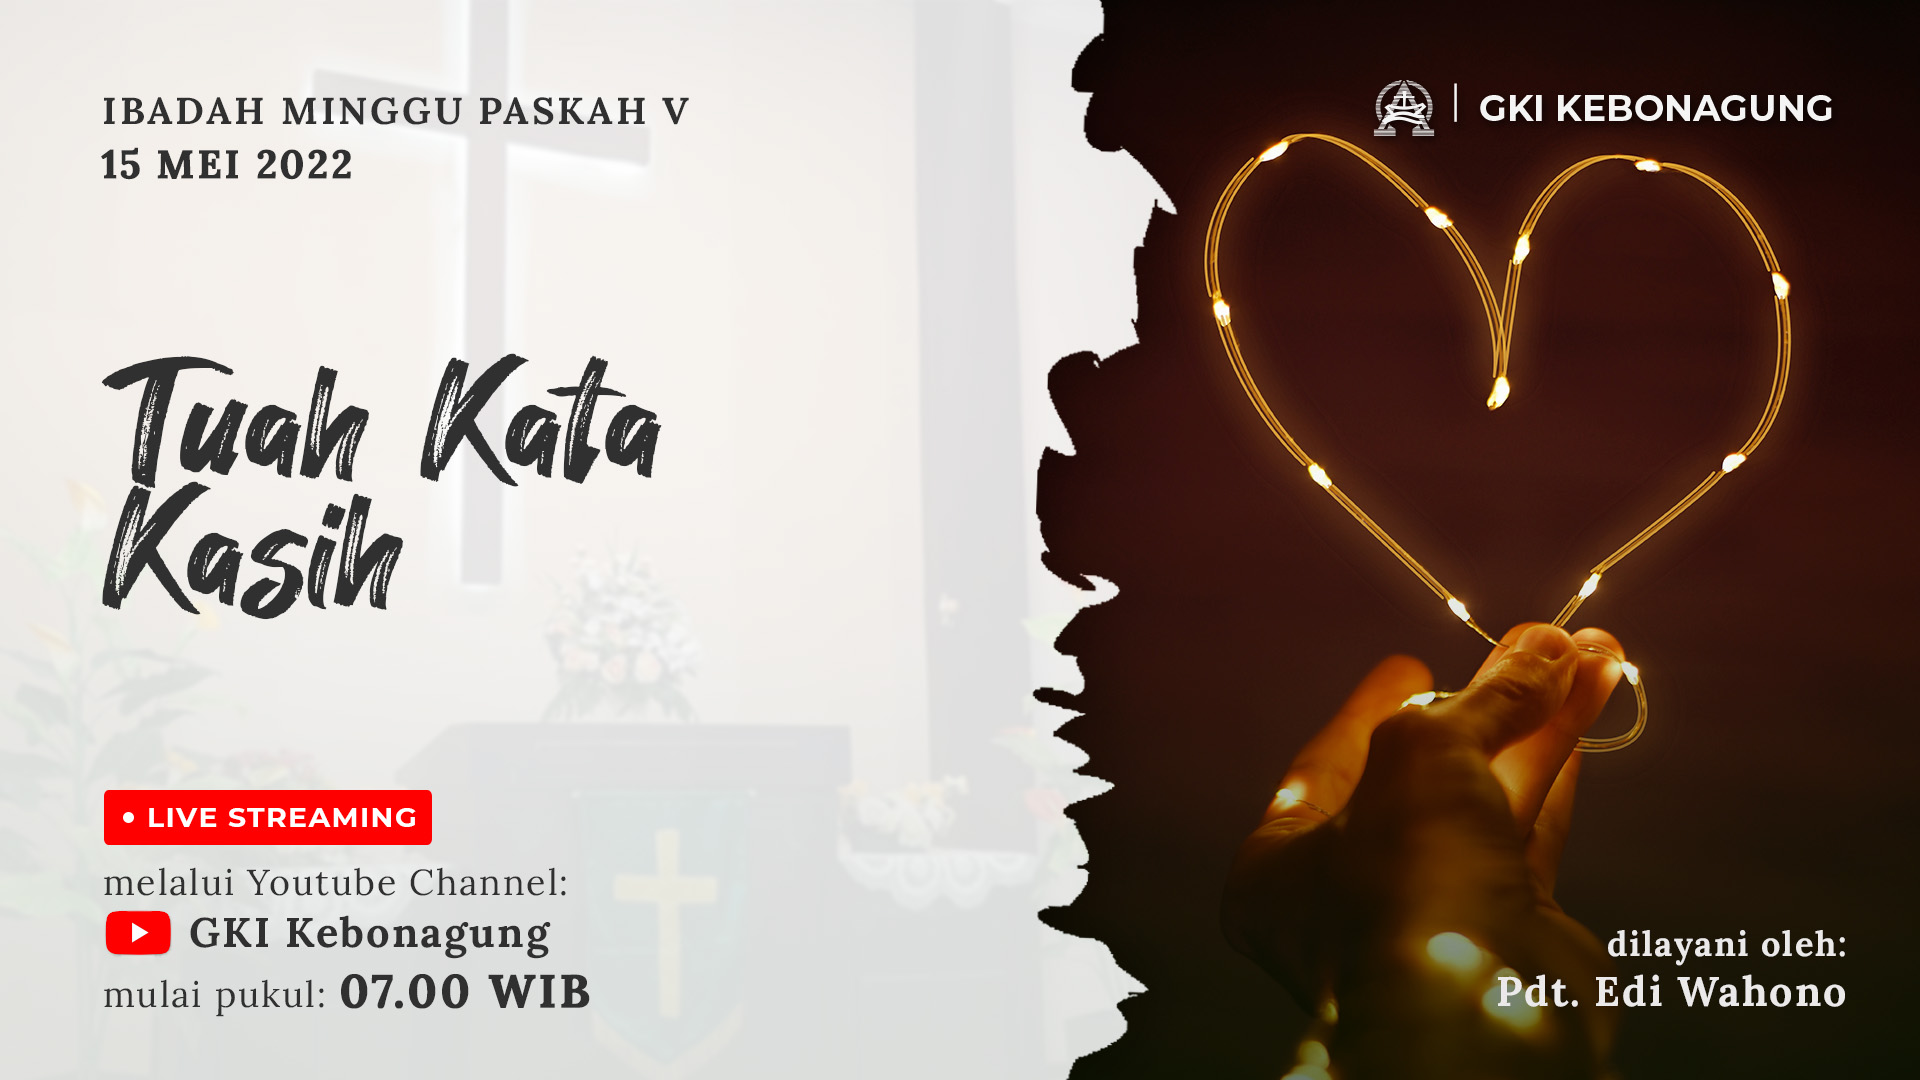 IBADAH MINGGU PASKAH V
15 MEI 2022
GKI KEBONAGUNG
Tuah Kata
Kasih
• LIVE STREAMING
melalui Youtube Channel:
GKI Kebonagung
mulai pukul: 07.00 WIB
dilayani oleh:
Pdt. Edi Wahono